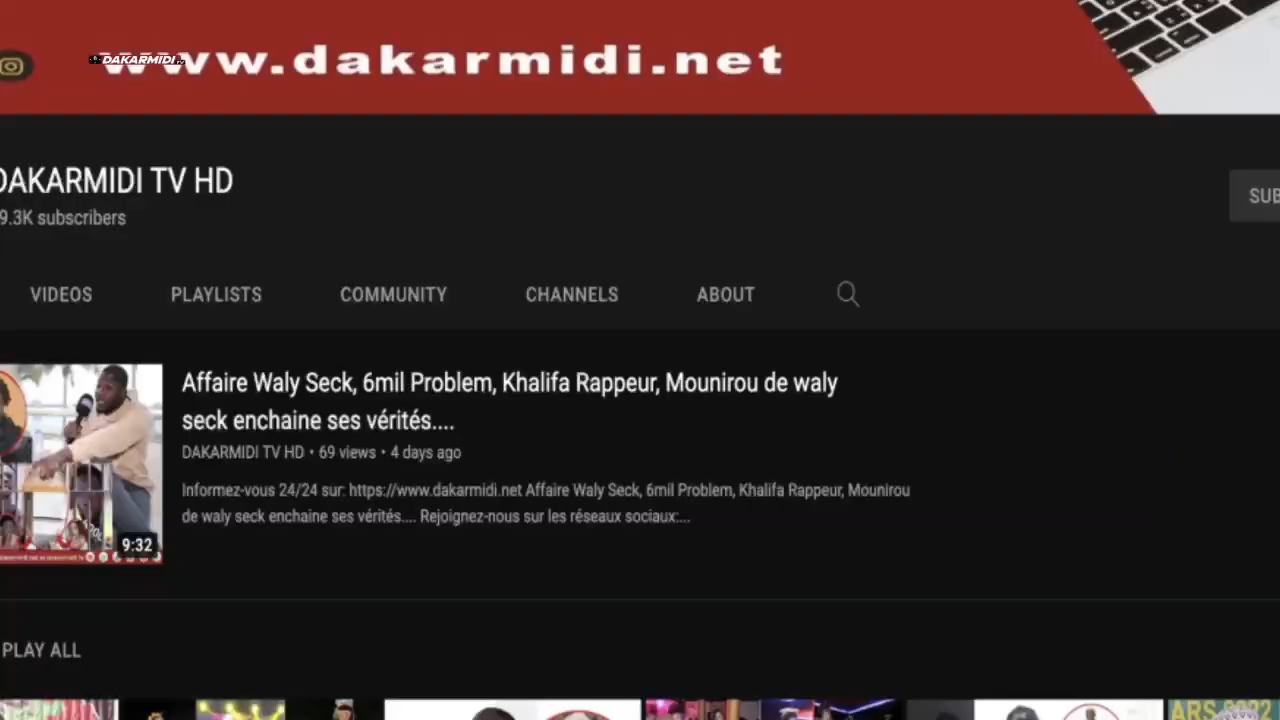 www.dakarmidi.net
DAKARMIDI
DAKARMIDI TV HD
9.3K subscribers
SUB
VIDEOS
PLAYLISTS
COMMUNITY
CHANNELS
ABOUT
Affaire Waly Seck, 6mil Problem, Khalifa Rappeur, Mounirou de waly
seck enchaine ses vérités....
DAKARMIDI TV HD • 69 views • 4 days ago
Informez-vous 24/24 sur: https://www.dakarmidi.net Affaire Waly Seck, 6mil Problem, Khalifa Rappeur, Mounirou
de waly seck enchaine ses vérités.... Rejoignez-nous sur les réseaux sociaux:...
9:32
PLAY ALL